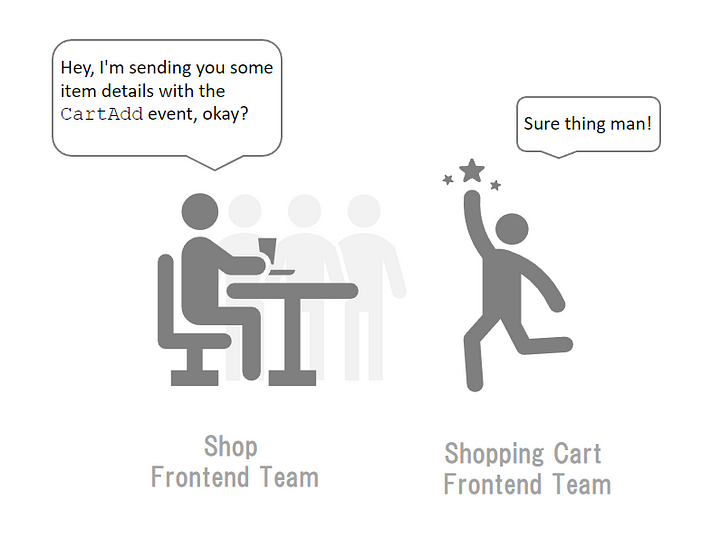 Hey, I'm sending you some
item details with the
CartAdd event, okay?
Sure thing man!
Shop
Frontend Team
Shopping Cart
Frontend Team